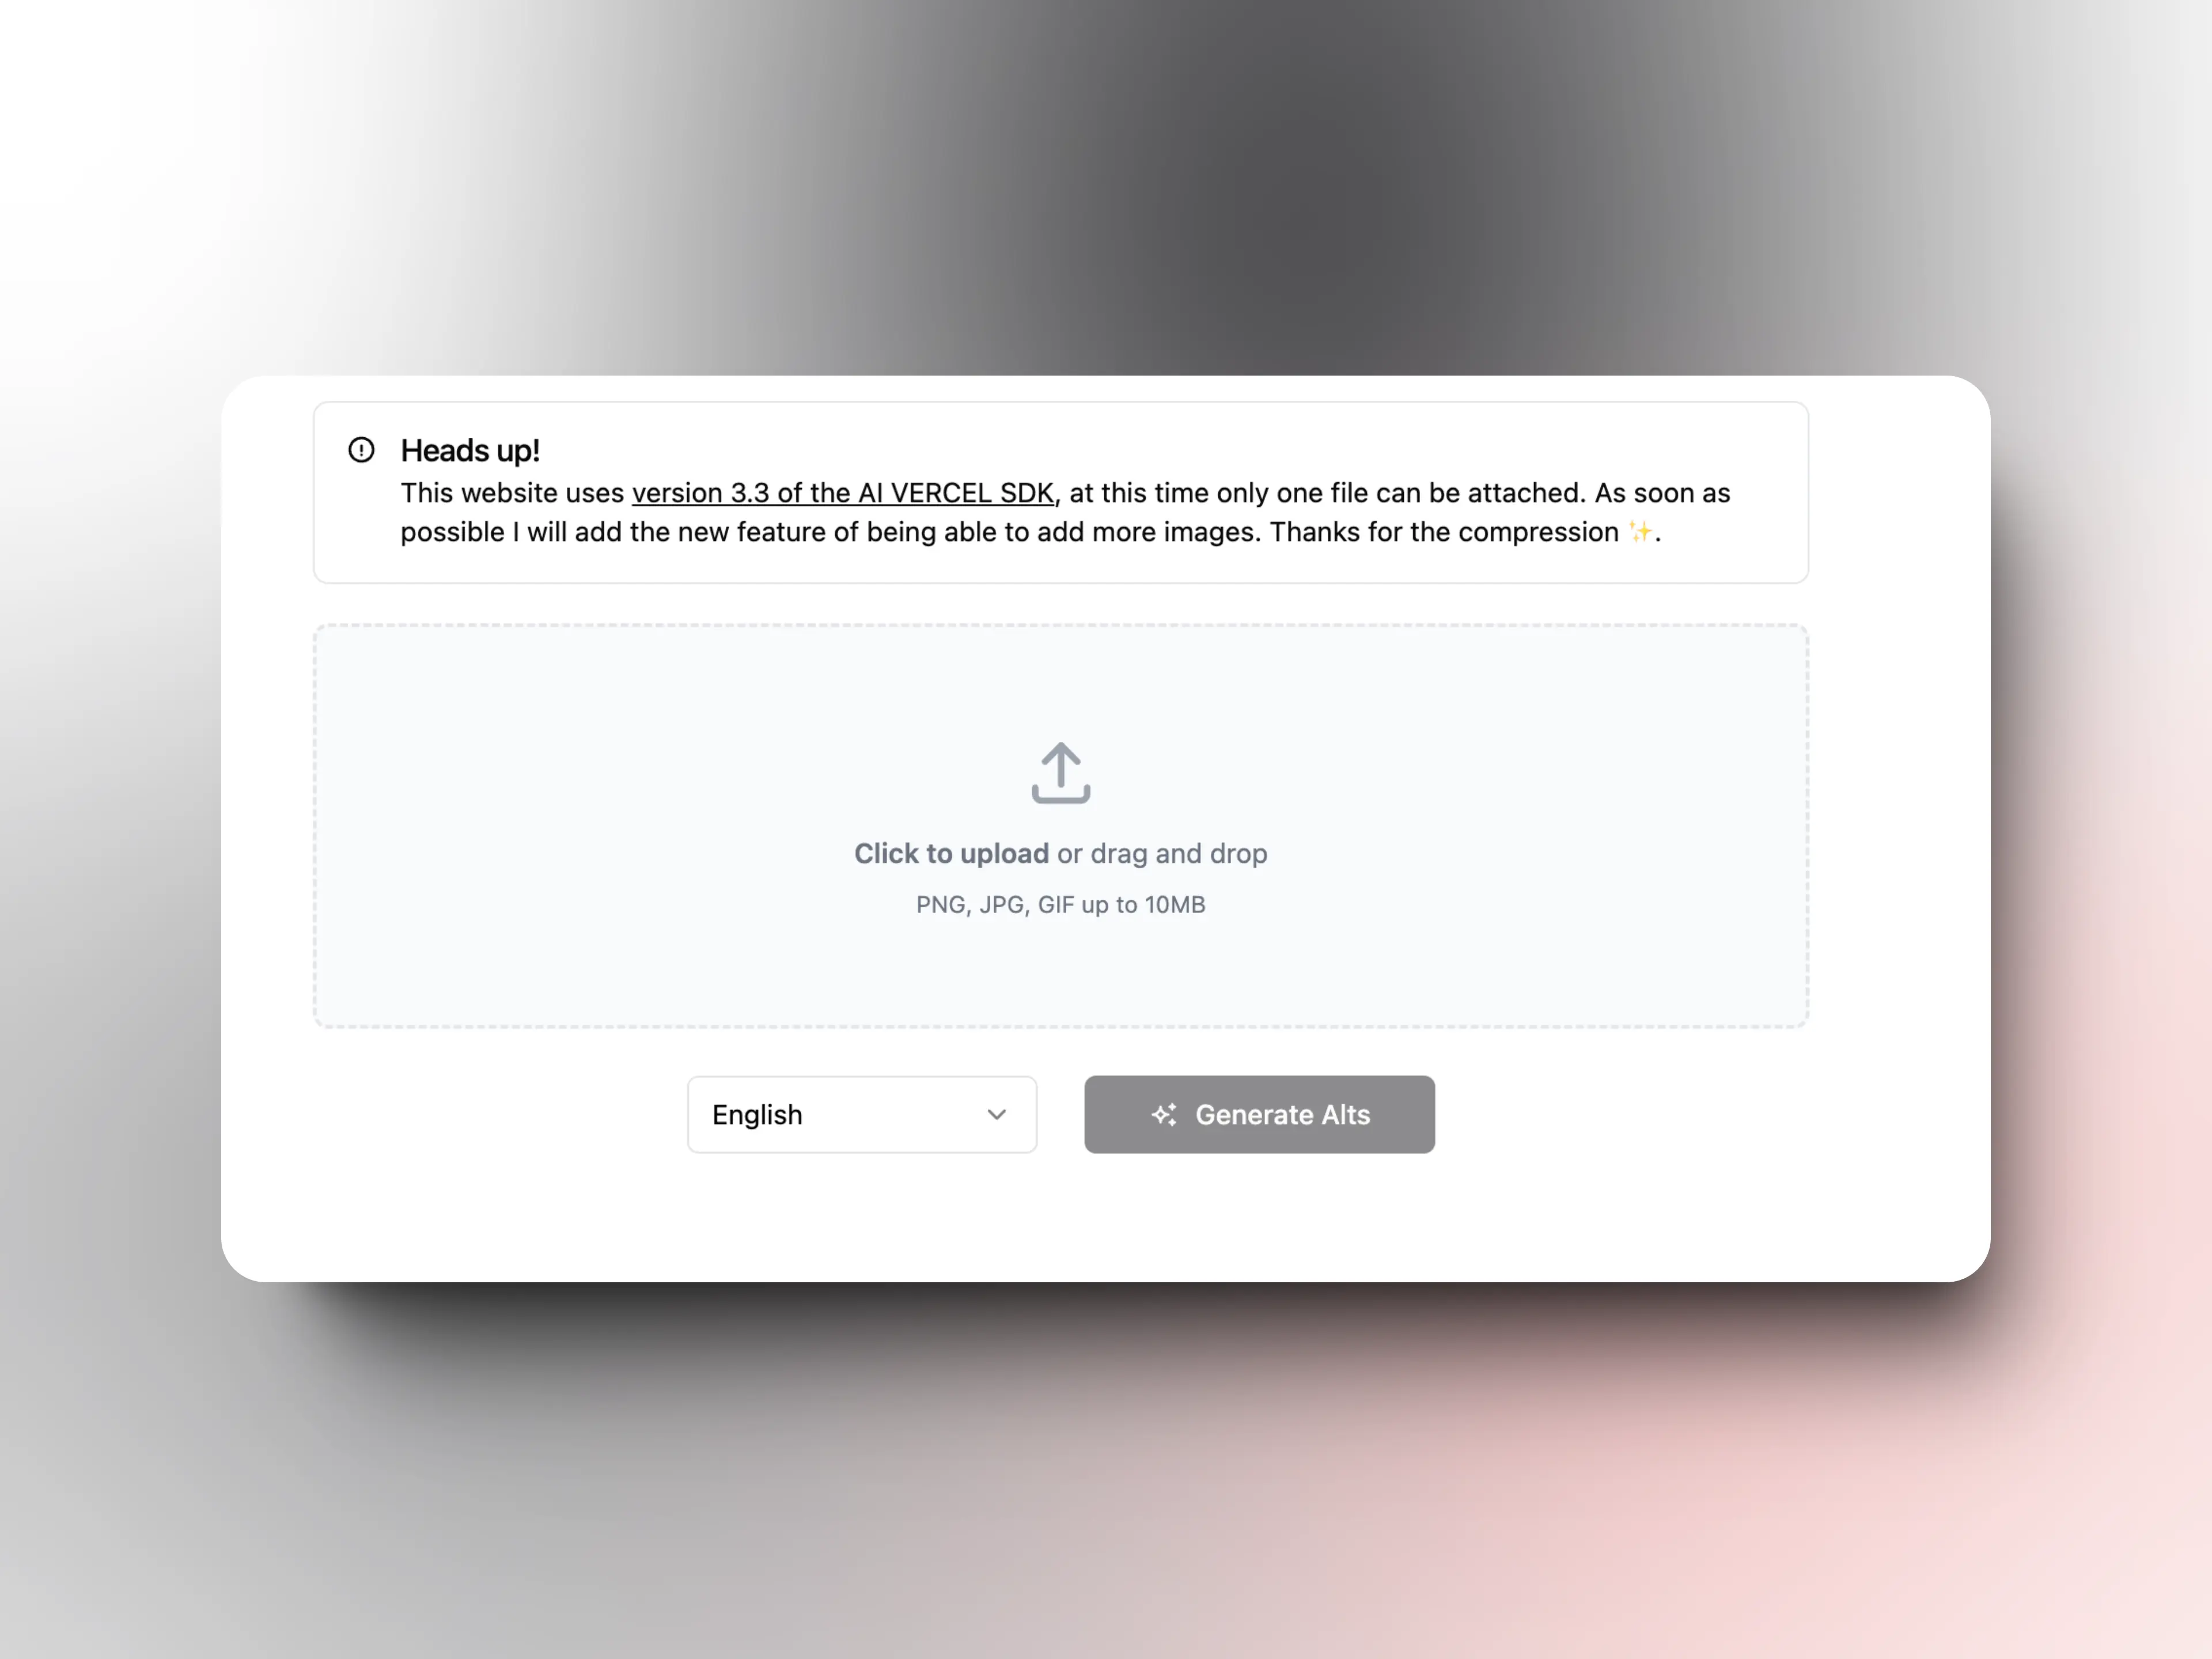 Heads up!
This website uses version 3.3 of the AI VERCEL SDK, at this time only one file can be attached. As soon as
possible I will add the new feature of being able to add more images. Thanks for the compression ✨.
Click to upload or drag and drop
PNG, JPG, GIF up to 10MB
English
Generate Alts